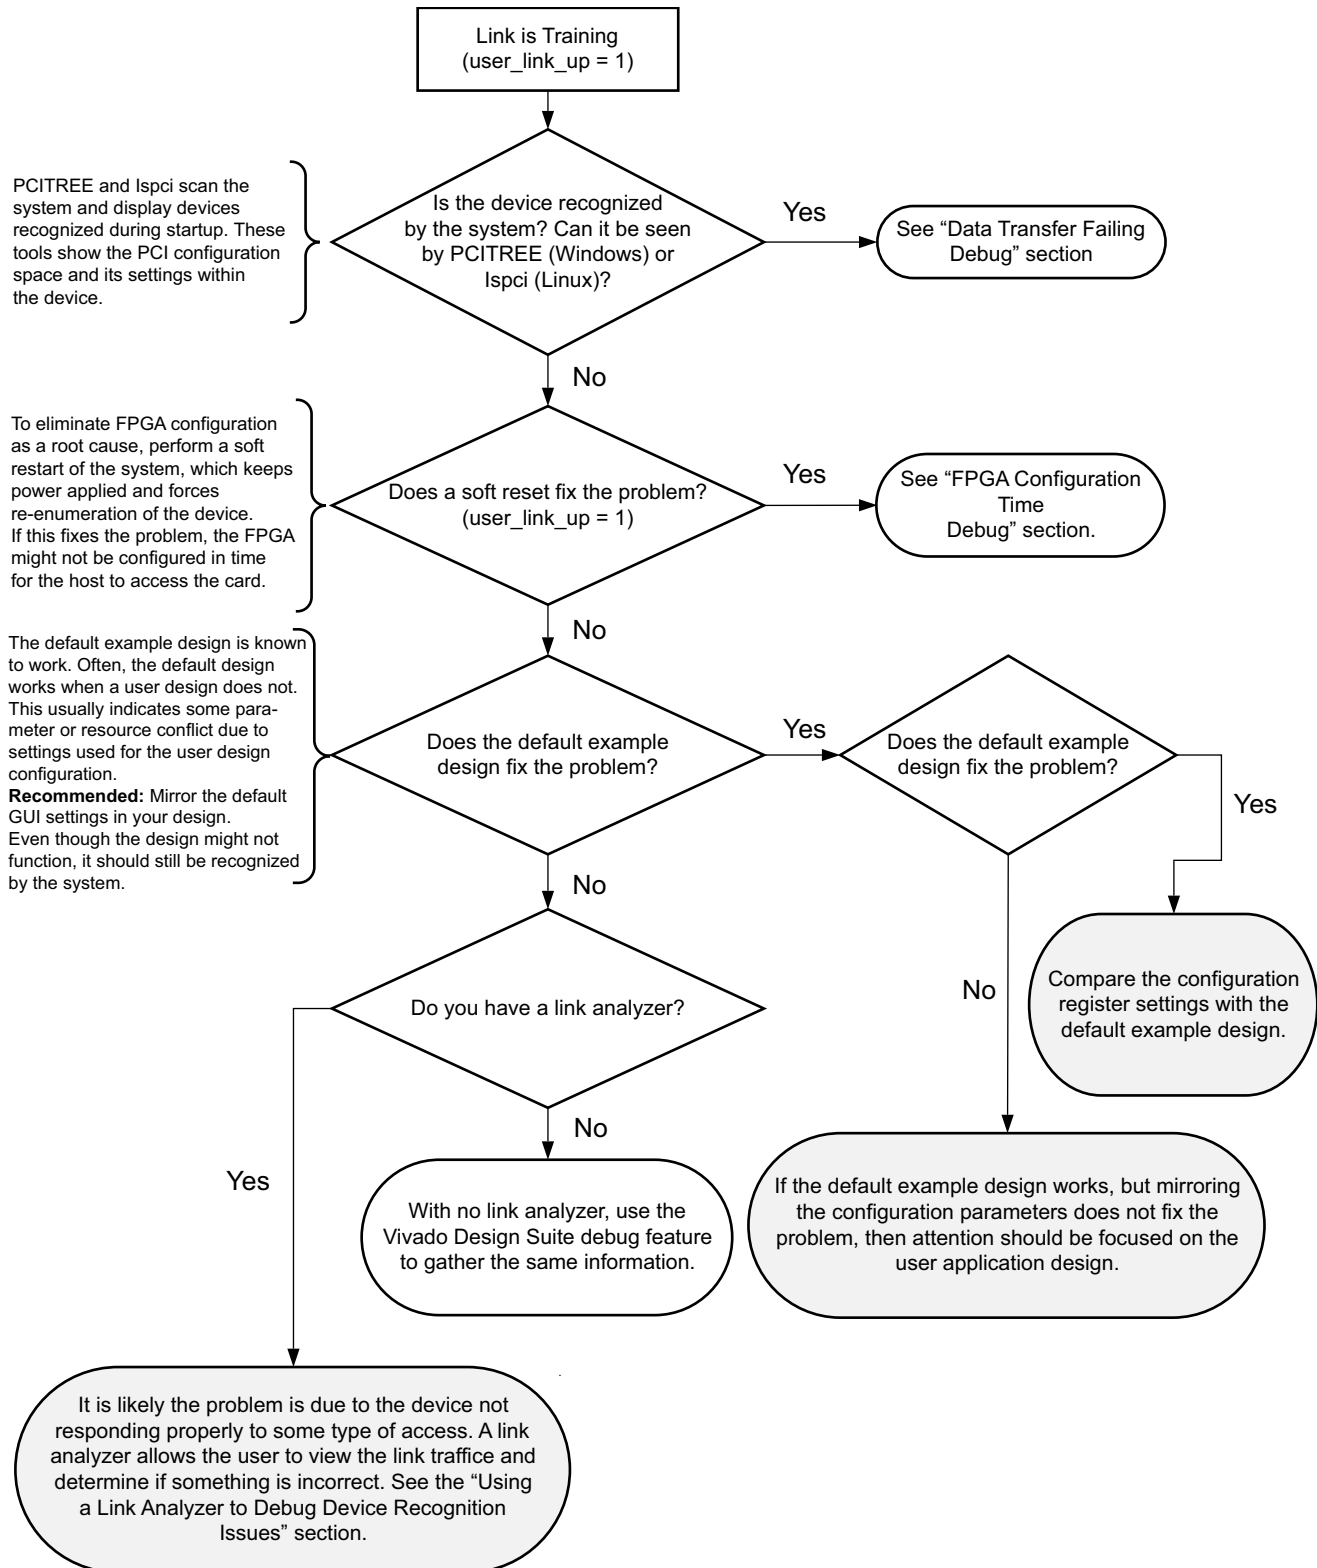 Link is Training
(user_link_up = 1)
PCITREE and lspci scan the
system and display devices
recognized during startup. These
tools show the PCI configuration
space and its settings within
the device.
Is the device recognized
by the system? Can it be seen
by PCITREE (Windows) or
lspci (Linux)?
Yes
See “Data Transfer Failing
Debug” section
No
To eliminate FPGA configuration
as a root cause, perform a soft
restart of the system, which keeps
power applied and forces
re-enumeration of the device.
If this fixes the problem, the FPGA
might not be configured in time
for the host to access the card.
Does a soft reset fix the problem?
(user_link_up = 1)
Yes
See “FPGA Configuration
Time
Debug” section.
No
The default example design is known
to work. Often, the default design
works when a user design does not.
This usually indicates some para-
meter or resource conflict due to
settings used for the user design
configuration.
Recommended: Mirror the default
GUI settings in your design.
Even though the design might not
function, it should still be recognized
by the system.
Does the default example
design fix the problem?
Yes
Does the default example
design fix the problem?
Yes
No
Do you have a link analyzer?
No
Compare the configuration
register settings with the
default example design.
No
Yes
With no link analyzer, use the
Vivado Design Suite debug feature
to gather the same information.
If the default example design works, but mirroring
the configuration parameters does not fix the
problem, then attention should be focused on the
user application design.
It is likely the problem is due to the device not
responding properly to some type of access. A link
analyzer allows the user to view the link traffice and
determine if something is incorrect. See the “Using
a Link Analyzer to Debug Device Recognition
Issues” section.